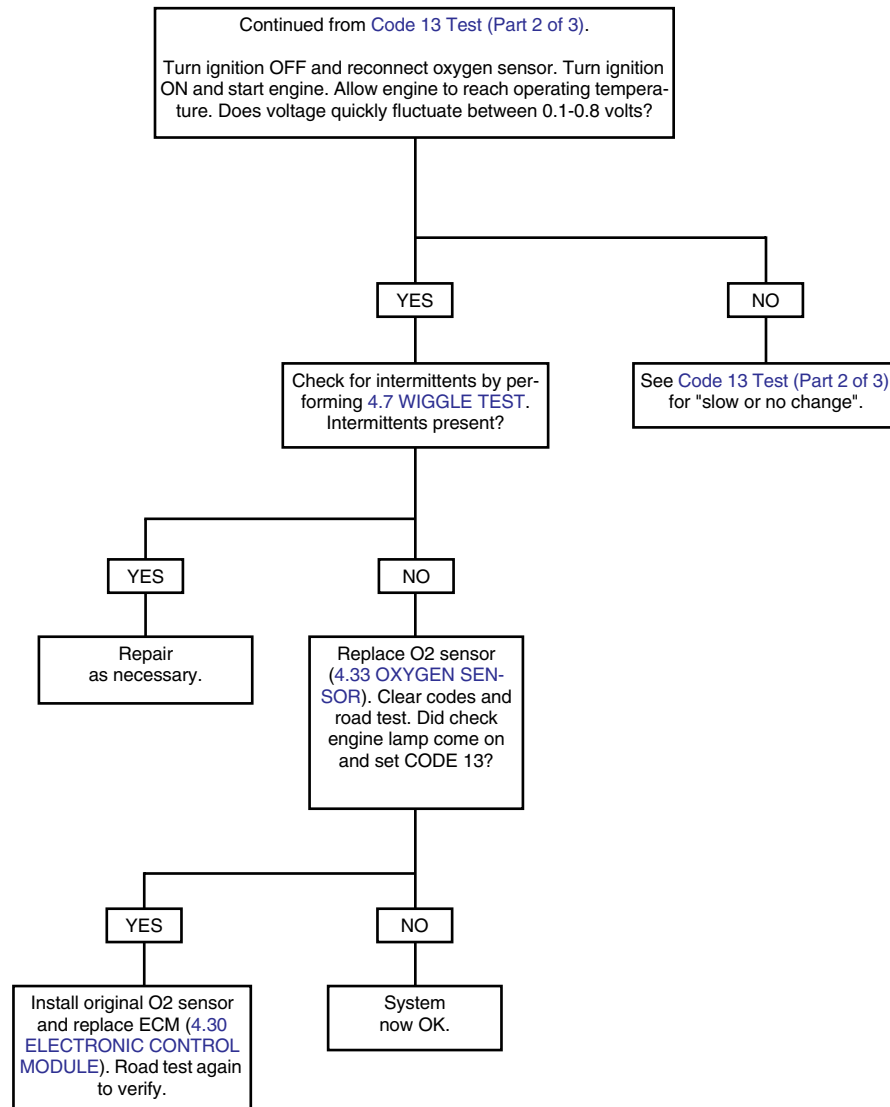 Continued from Code 13 Test (Part 2 of 3).
Turn ignition OFF and reconnect oxygen sensor. Turn ignition
ON and start engine. Allow engine to reach operating tempera-
ture. Does voltage quickly fluctuate between 0.1-0.8 volts?
YES
NO
Check for intermittents by per-
forming 4.7 WIGGLE TEST.
Intermittents present?
See Code 13 Test (Part 2 of 3)
for "slow or no change".
YES
NO
Repair
as necessary.
Replace O2 sensor
(4.33 OXYGEN SEN-
SOR). Clear codes and
road test. Did check
engine lamp come on
and set CODE 13?
YES
NO
Install original O2 sensor
and replace ECM (4.30
ELECTRONIC CONTROL
MODULE). Road test again
to verify.
System
now OK.